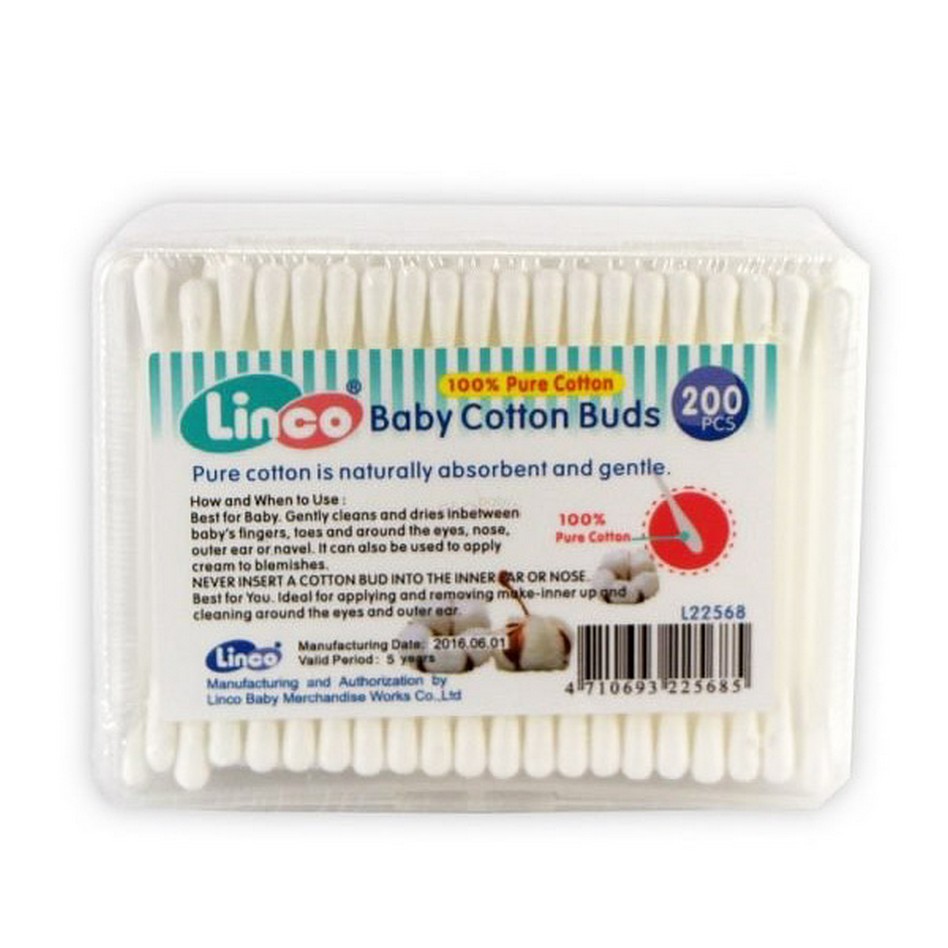 100% Pure Cotton
Linco®
Baby Cotton Buds
200
PCS
Pure cotton is naturally absorbent and gentle.
How and When to Use :
Best for Baby. Gently cleans and dries inbetween
baby's fingers, toes and around the eyes, nose,
outer ear or navel. It can also be used to apply
cream to blemishes.
NEVER INSERT A COTTON BUD INTO THE INNER EAR OR NOSE.
Best for You. Ideal for applying and removing make-inner up and
cleaning around the eyes and outer ear.
100%
Pure Cotton
L22568
Linco
Manufacturing Date: 2016.06.01
Valid Period : 5 years
Manufacturing and Authorization by
Linco Baby Merchandise Works Co.,Ltd
4 710693 225685